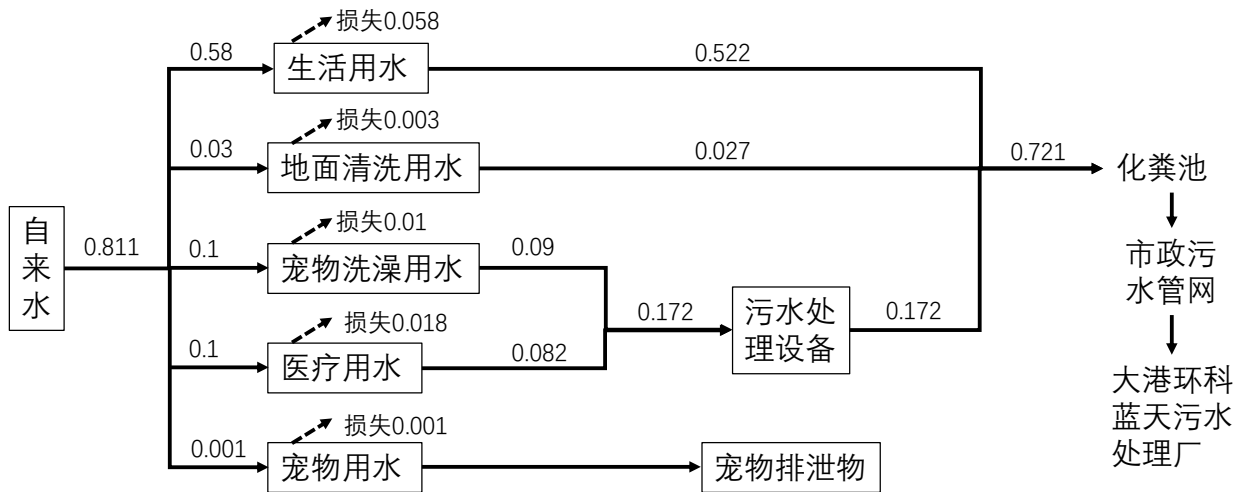 损失0.058
0.58
生活用水
0.522
损失0.003
0.03
地面清洗用水
0.027
0.721
化粪池
自
来
水
0.811
损失0.01
0.1
宠物洗澡用水
0.09
市政污
水管网
损失0.018
0.1
医疗用水
0.082
0.172
污水处
理设备
0.172
大港环科
蓝天污水
处理厂
损失0.001
0.001
宠物用水
宠物排泄物